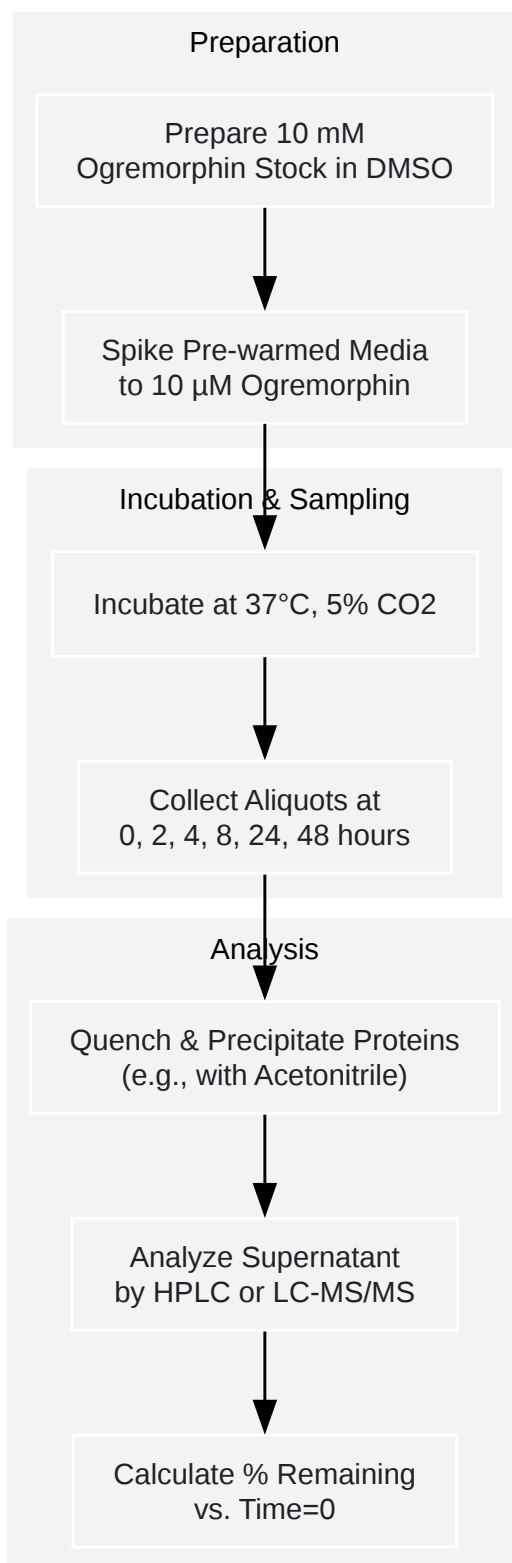 Preparation
Prepare 10 mM
Ogremorphin Stock in DMSO
Spike Pre-warmed Media
to 10 µM Ogremorphin
Incubation & Sampling
Incubate at 37°C, 5% CO2
Collect Aliquots at
0, 2, 4, 8, 24, 48 hours
Analysis
Quench & Precipitate Proteins
(e.g., with Acetonitrile)
Analyze Supernatant
by HPLC or LC-MS/MS
Calculate % Remaining
vs. Time=0